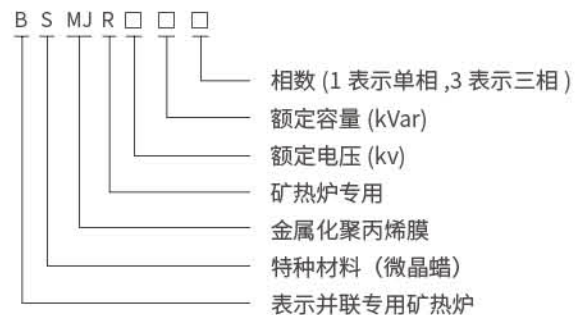 B S MJ R □ □ □
相数 (1 表示单相 ,3 表示三相 )
额定容量 (kVar)
额定电压 (kv)
矿热炉专用
金属化聚丙烯膜
特种材料（微晶蜡）
表示并联专用矿热炉